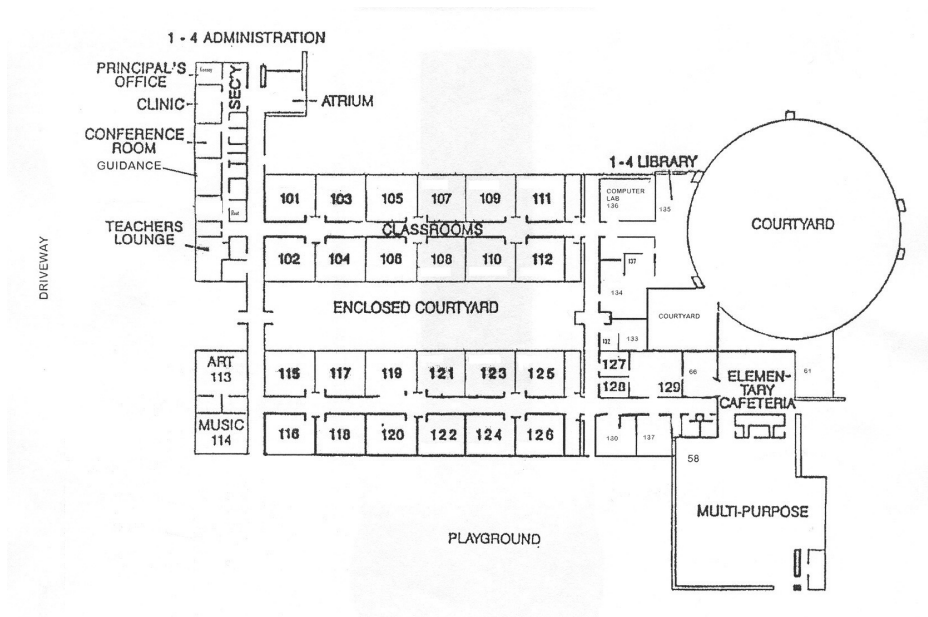 1 - 4 ADMINISTRATION
PRINCIPAL'S
OFFICE
SEC'Y
CLINIC
ATRIUM
CONFERENCE
ROOM
GUIDANCE
1-4 LIBRARY
101 103 105 107 109 111
COMPUTER
LAB
136
135
COURTYARD
TEACHERS
LOUNGE
CLASSROOMS
102 104 106 108 110 112
137
134
DRIVEWAY
ENCLOSED COURTYARD
COURTYARD
132 133
ART
113
115 117 119 121 123 125
127
128 129
66
61
ELEMEN-
TARY
CAFETERIA
MUSIC
114
116 118 120 122 124 126
130 137
58
MULTI-PURPOSE
PLAYGROUND